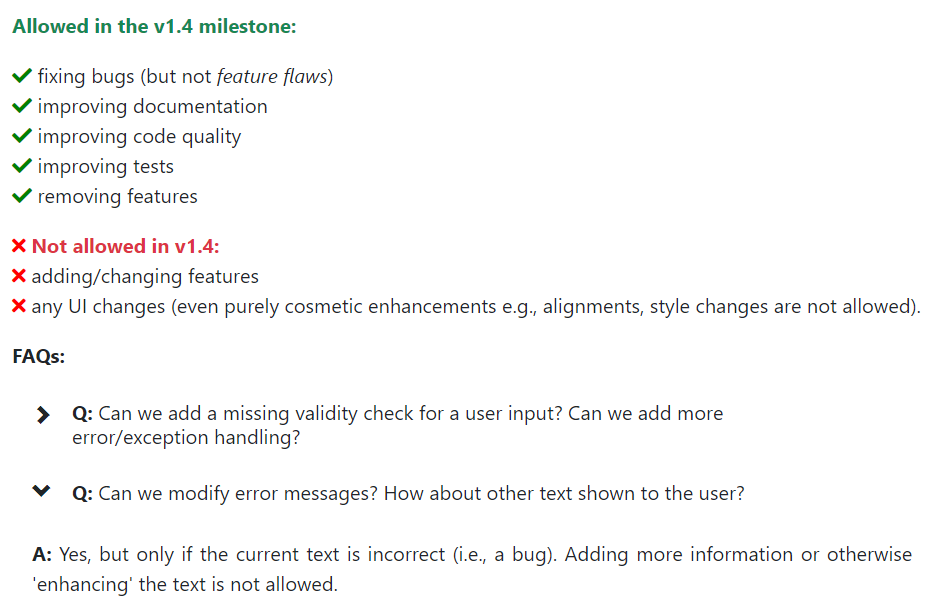 Allowed in the v1.4 milestone:
✔ fixing bugs (but not feature flaws)
✔ improving documentation
✔ improving code quality
✔ improving tests
✔ removing features
✖ Not allowed in v1.4:
✖ adding/changing features
✖ any UI changes (even purely cosmetic enhancements e.g., alignments, style changes are not allowed).
FAQs:
Q: Can we add a missing validity check for a user input? Can we add more
error/exception handling?
Q: Can we modify error messages? How about other text shown to the user?
A: Yes, but only if the current text is incorrect (i.e., a bug). Adding more information or otherwise
'enhancing' the text is not allowed.